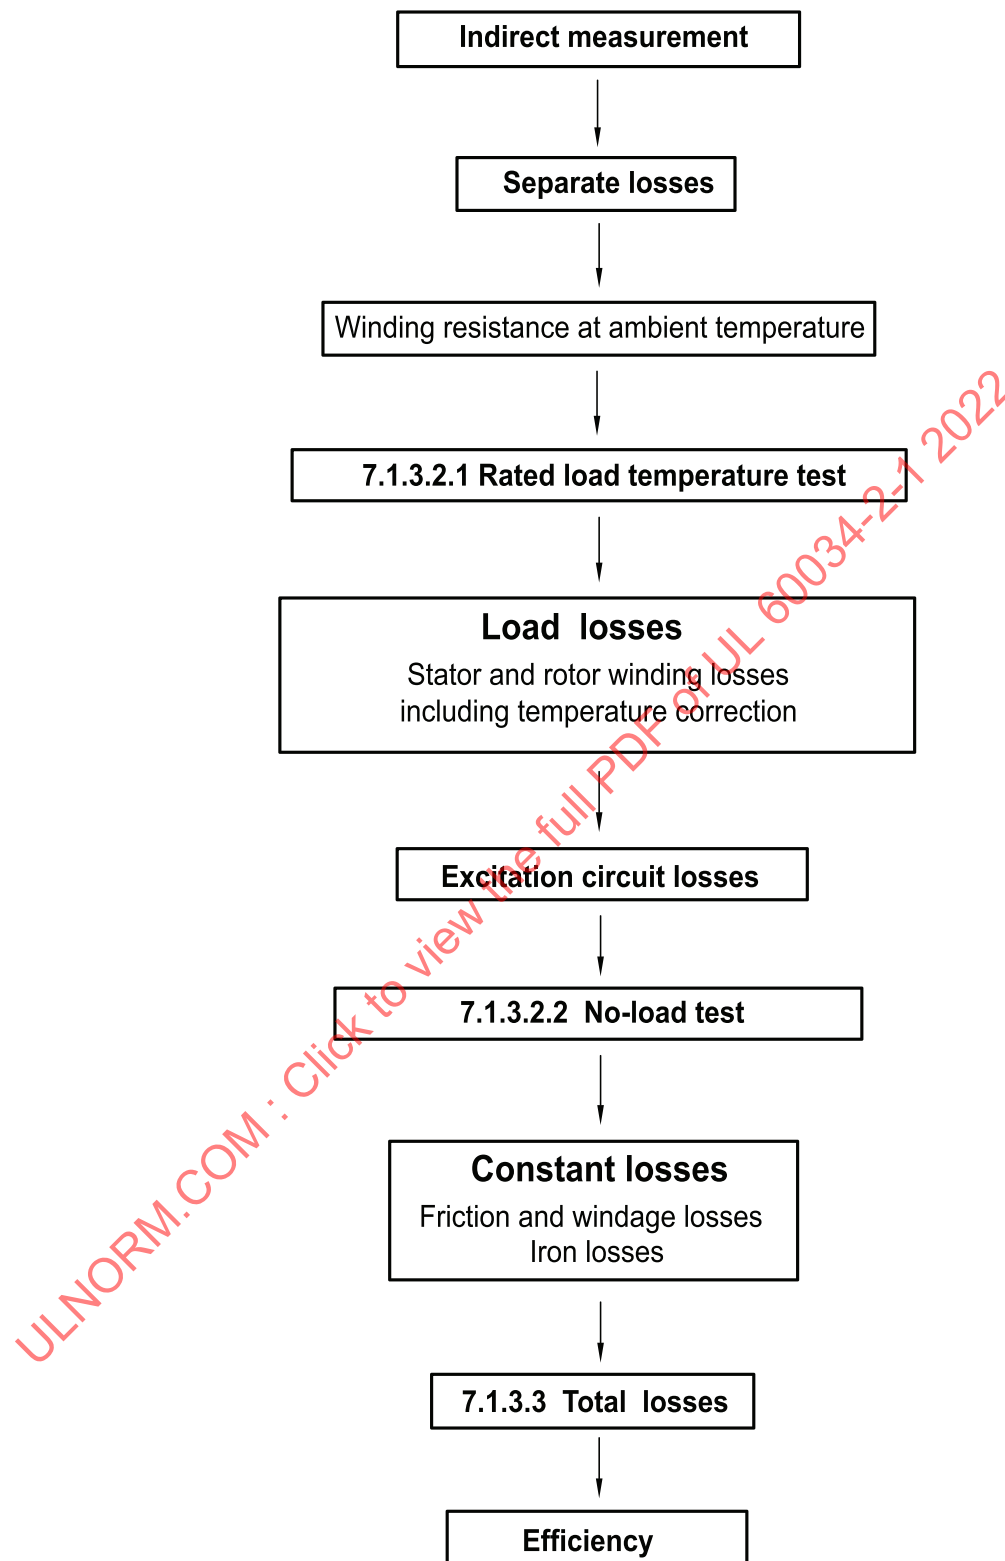 Indirect measurement
Separate losses
Winding resistance at ambient temperature
7.1.3.2.1 Rated load temperature test
Load losses
Stator and rotor winding losses
including temperature correction
Excitation circuit losses
7.1.3.2.2 No-load test
Constant losses
Friction and windage losses
Iron losses
7.1.3.3 Total losses
Efficiency
ULNORM.COM : Click to view the full PDF of UL 60034-2-1 2022